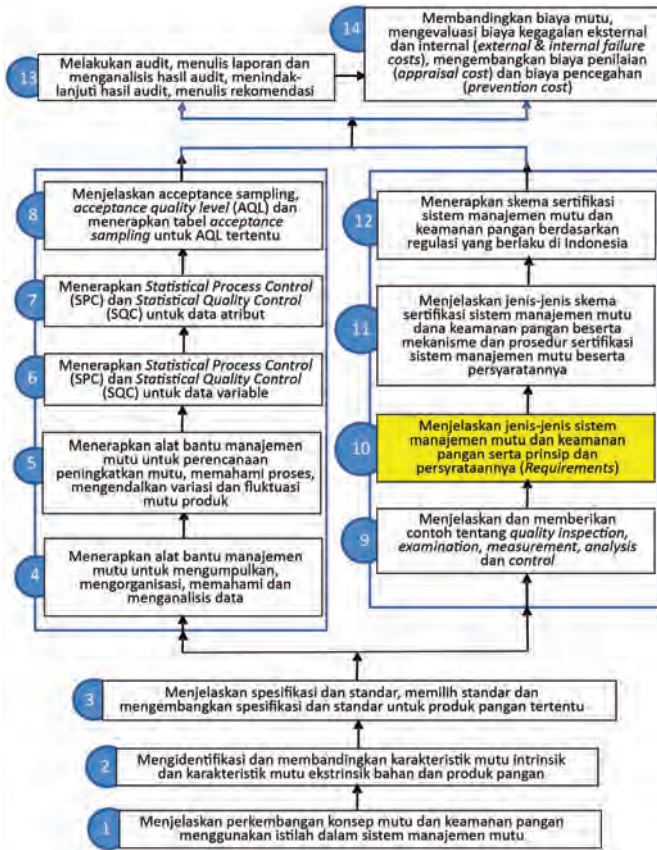 14
Membandingkan biaya mutu,
mengevaluasi biaya kegagalan eksternal
dan internal (external & internal failure
costs), mengembangkan biaya penilaian
(appraisal cost) dan biaya pencegahan
(prevention cost)
13
Melakukan audit, menulis laporan dan
menganalisis hasil audit, menindak-
lanjuti hasil audit, menulis rekomendasi
8
Menjelaskan acceptance sampling,
acceptance quality level (AQL) dan
menerapkan tabel acceptance
sampling untuk AQL tertentu
7
Menerapkan Statistical Process Control
(SPC) dan Statistical Quality Control
(SQC) untuk data atribut
6
Menerapkan Statistical Process Control
(SPC) dan Statistical Quality Control
(SQC) untuk data variable
5
Menerapkan alat bantu manajemen
mutu untuk perencanaan
peningkatan mutu, memahami proses,
mengendalkan variasi dan fluktuasi
mutu produk
4
Menerapkan alat bantu manajemen
mutu untuk mengumpulkan,
mengorganisasi, memahami dan
menganalisis data
12
Menerapkan skema sertifikasi
sistem manajemen mutu dan
keamanan pangan berdasarkan
regulasi yang berlaku di Indonesia
11
Menjelaskan jenis-jenis skema
sertifikasi sistem manajemen mutu
dana keamanan pangan beserta
mekanisme dan prosedur sertifikasi
sistem manajemen mutu beserta
persyaratannya
10
Menjelaskan jenis-jenis sistem
manajemen mutu dan keamanan
pangan serta prinsip dan
persyrataannya (Requirements)
9
Menjelaskan dan memberikan
contoh tentang quality inspection,
examination, measurement, analysis
dan control
3
Menjelaskan spesifikasi dan standar, memilih standar dan
mengembangkan spesifikasi dan standar untuk produk pangan tertentu
2
Mengidentifikasi dan membandingkan karakteristik mutu intrinsik
dan karakteristik mutu ekstrinsik bahan dan produk pangan
1
Menjelaskan perkembangan konsep mutu dan keamanan pangan
menggunakan istilah dalam sistem manajemen mutu